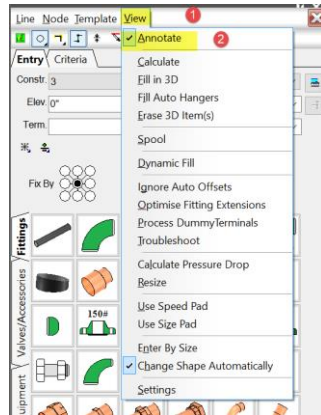 Line Node Template View 1
Annotate 2
Entry Criteria
Constr. 3
Elev 0"
Term.
Fix By
Calculate
Fill in 3D
Fill Auto Hangers
Erase 3D Item(s)
Spool
Dynamic Fill
Ignore Auto Offsets
Optimise Fitting Extensions
Process DummyTerminals
Troubleshoot
Calculate Pressure Drop
Resize
Use Speed Pad
Use Size Pad
Enter By Size
Change Shape Automatically
Settings
Fittings
Valves/Accessories
150#